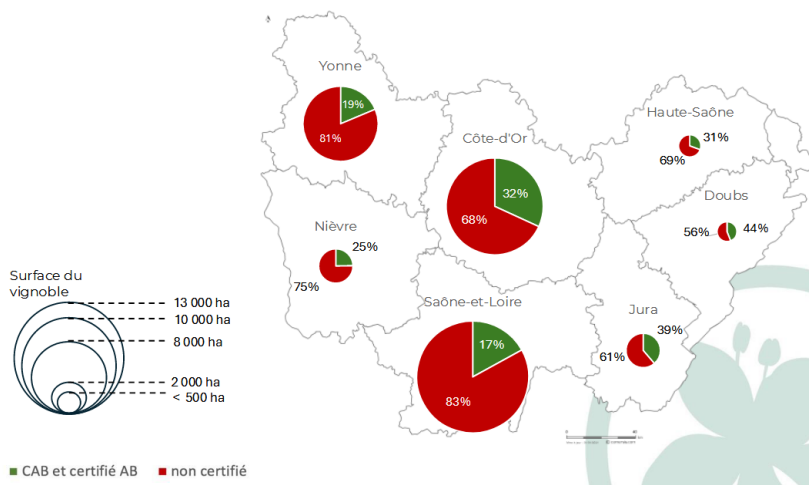 Yonne
19%
81%
Côte-d'Or
32%
68%
Haute-Saône
31%
69%
Doubs
56%
44%
Nièvre
25%
75%
Saône-et-Loire
17%
83%
Jura
39%
61%
Surface du
vignoble
13 000 ha
10 000 ha
8 000 ha
2 000 ha
< 500 ha
CAB et certifié AB
non certifié